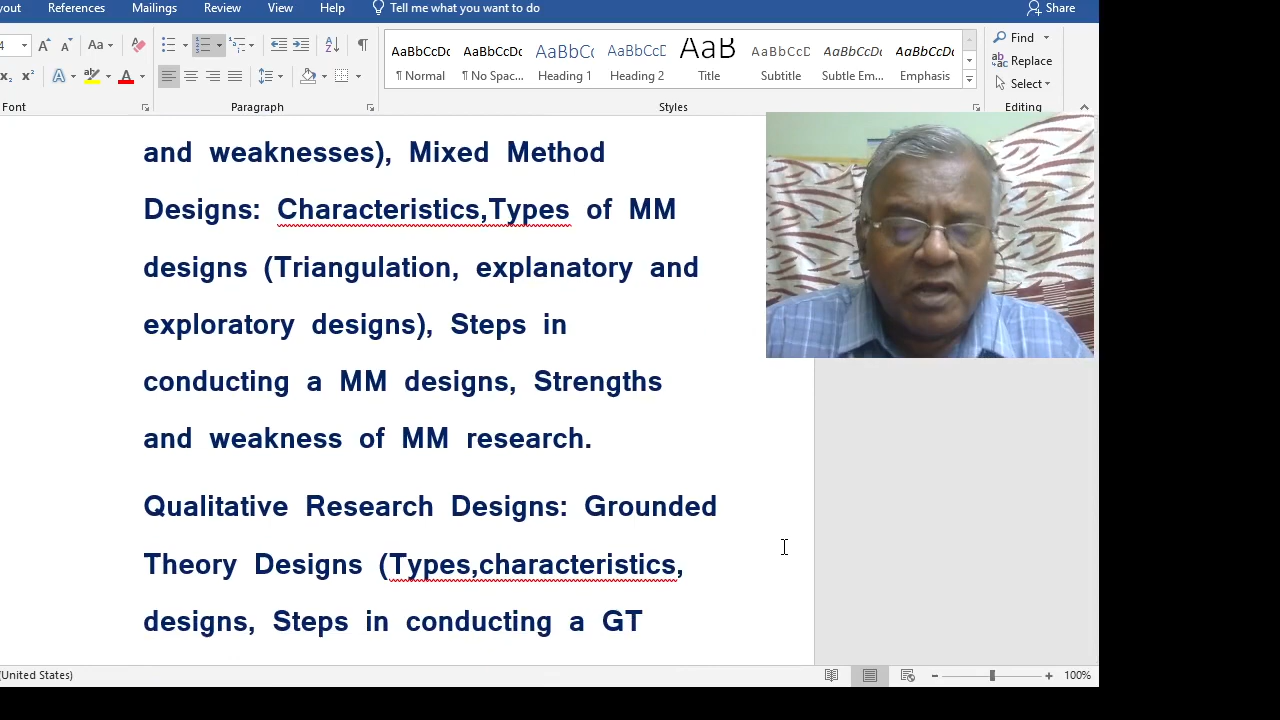 yout References Mailings Review View Help Tell me what you want to do Share
4 Aa Find
AaBbCcDc AaBbCcDc AaBbCc AaBbCcD AaB AaBbCcD AaBbCcDc AaBbCcDc Replace
¶ Normal ¶ No Spac... Heading 1 Heading 2 Title Subtitle Subtle Em... Emphasis Select
Font Paragraph Styles Editing
and weaknesses), Mixed Method
Designs: Characteristics,Types of MM
designs (Triangulation, explanatory and
exploratory designs), Steps in
conducting a MM designs, Strengths
and weakness of MM research.
Qualitative Research Designs: Grounded
Theory Designs (Types,characteristics,
designs, Steps in conducting a GT
(United States) 100%